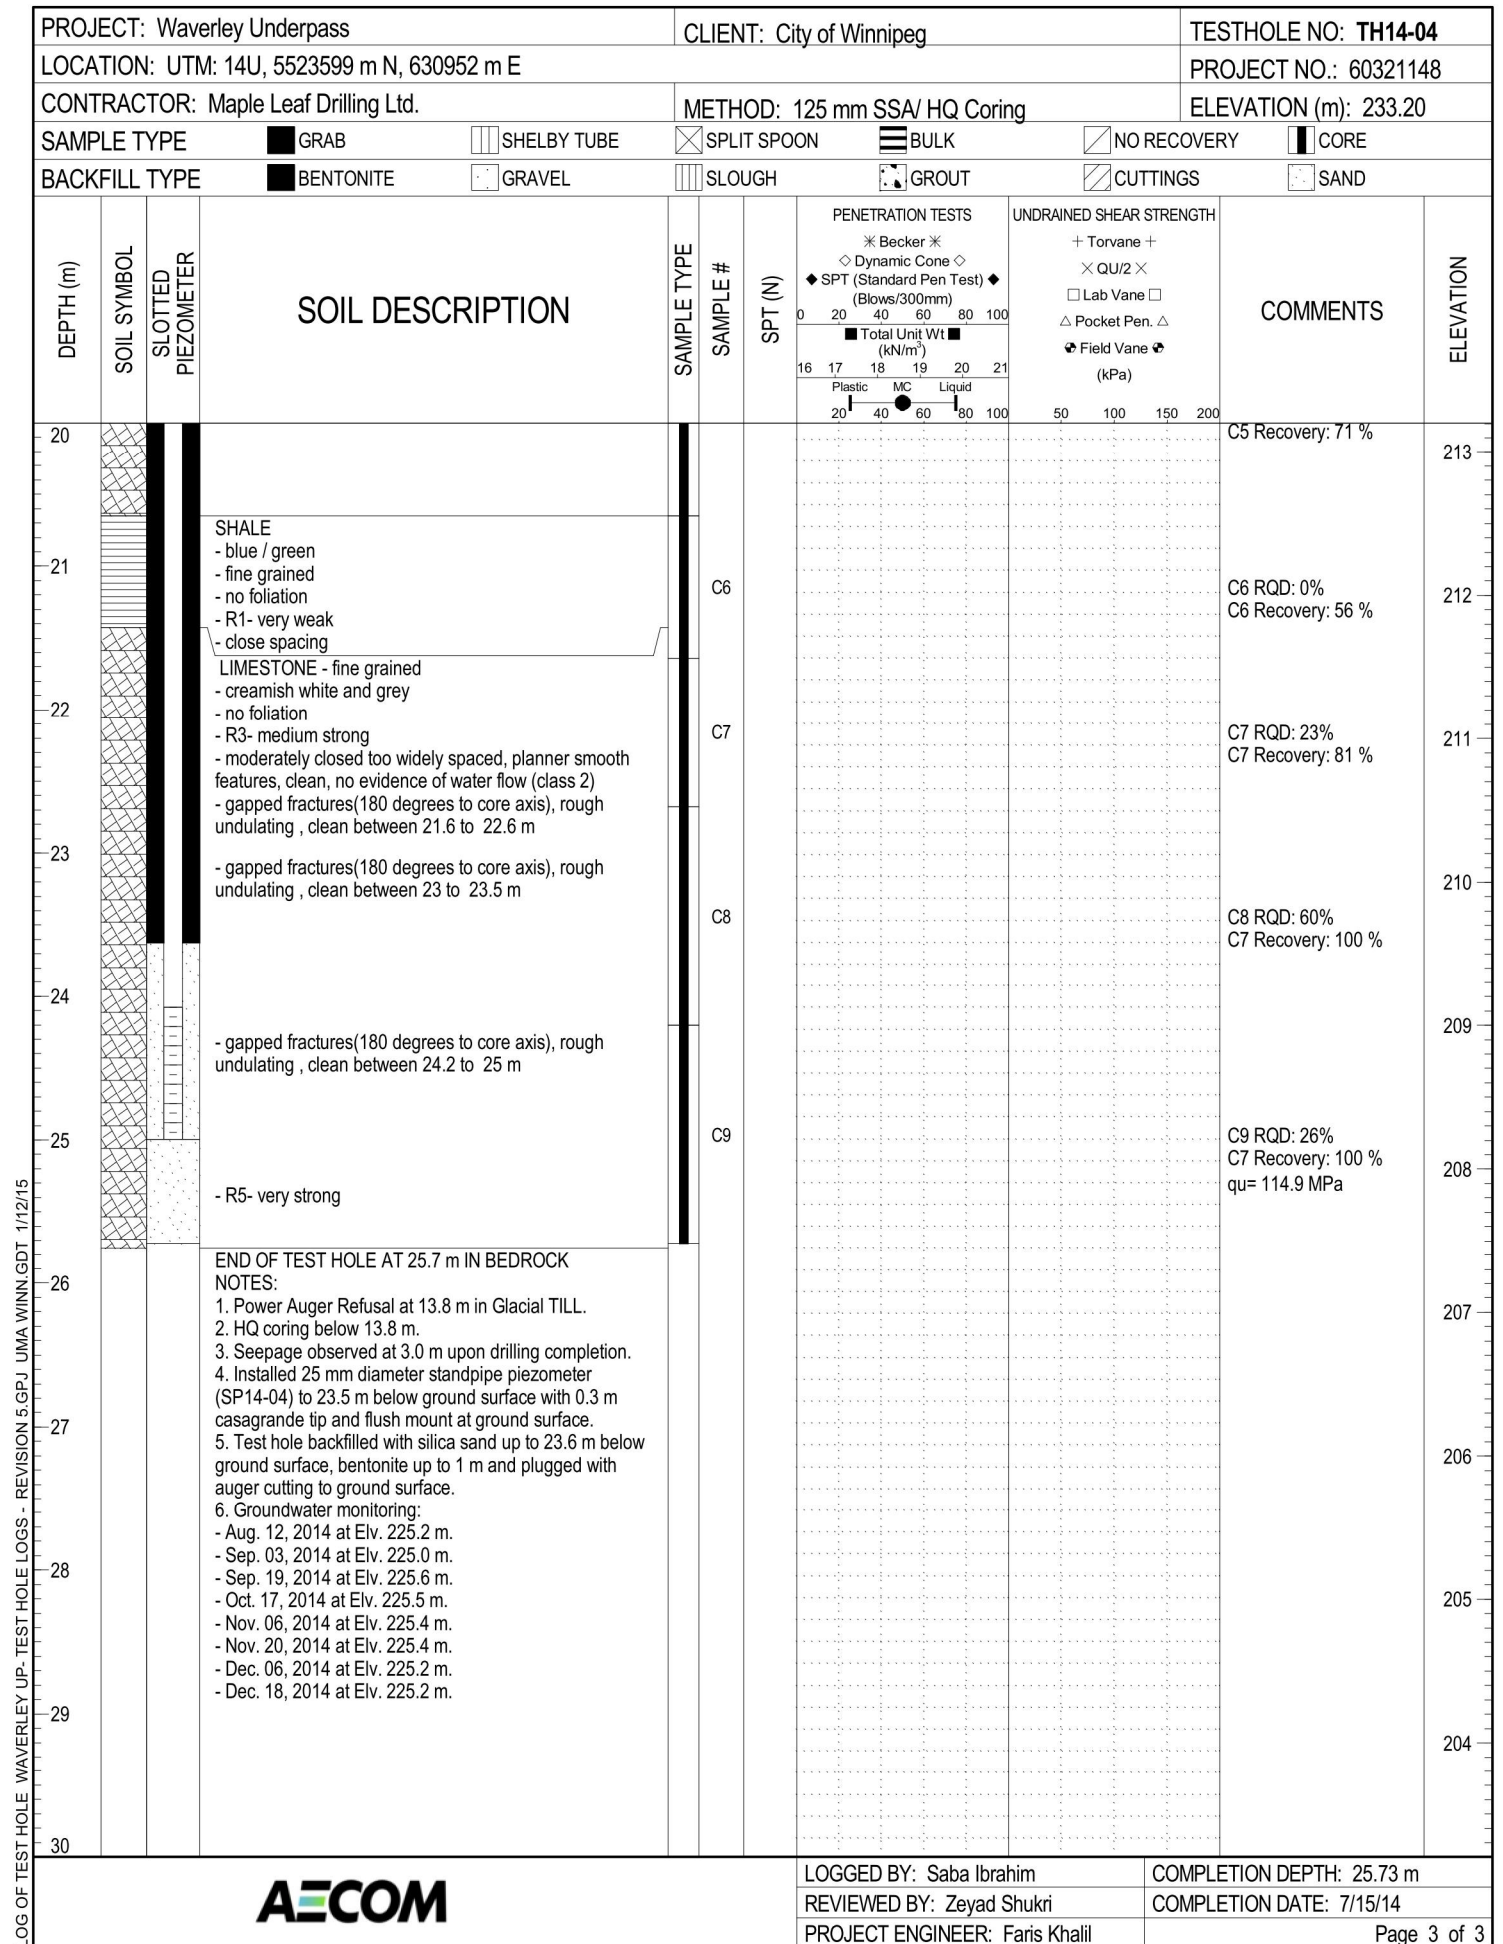 PROJECT: Waverley Underpass
CLIENT: City of Winnipeg
TESTHOLE NO: TH14-04
LOCATION: UTM: 14U, 5523599 m N, 630952 m E
PROJECT NO.: 60321148
CONTRACTOR: Maple Leaf Drilling Ltd.
METHOD: 125 mm SSA/ HQ Coring
ELEVATION (m): 233.20
SAMPLE TYPE GRAB SHELBY TUBE SPLIT SPOON BULK NO RECOVERY CORE
BACKFILL TYPE BENTONITE GRAVEL SLOUGH GROUT CUTTINGS SAND
DEPTH (m)
SOIL SYMBOL
SLOTTED
PIEZOMETER
SOIL DESCRIPTION
SAMPLE TYPE
SAMPLE #
SPT (N)
PENETRATION TESTS
✳ Becker ✳
◇ Dynamic Cone ◇
◆ SPT (Standard Pen Test) ◆
(Blows/300mm)
0 20 40 60 80 100
■ Total Unit Wt ■
(kN/m³)
16 17 18 19 20 21
Plastic MC Liquid
20 40 60 80 100
UNDRAINED SHEAR STRENGTH
+ Torvane +
× QU/2 ×
□ Lab Vane □
△ Pocket Pen. △
Field Vane
(kPa)
50 100 150 200
COMMENTS
ELEVATION
20
C5 Recovery: 71 %
213
SHALE
- blue / green
- fine grained
- no foliation
- R1- very weak
- close spacing
21
C6
C6 RQD: 0%
C6 Recovery: 56 %
212
LIMESTONE - fine grained
- creamish white and grey
- no foliation
- R3- medium strong
- moderately closed too widely spaced, planner smooth
features, clean, no evidence of water flow (class 2)
- gapped fractures(180 degrees to core axis), rough
undulating , clean between 21.6 to 22.6 m
22
C7
C7 RQD: 23%
C7 Recovery: 81 %
211
23
- gapped fractures(180 degrees to core axis), rough
undulating , clean between 23 to 23.5 m
210
C8
C8 RQD: 60%
C7 Recovery: 100 %
24
209
- gapped fractures(180 degrees to core axis), rough
undulating , clean between 24.2 to 25 m
25
C9
C9 RQD: 26%
C7 Recovery: 100 %
qu= 114.9 MPa
208
- R5- very strong
END OF TEST HOLE AT 25.7 m IN BEDROCK
NOTES:
1. Power Auger Refusal at 13.8 m in Glacial TILL.
2. HQ coring below 13.8 m.
3. Seepage observed at 3.0 m upon drilling completion.
4. Installed 25 mm diameter standpipe piezometer
(SP14-04) to 23.5 m below ground surface with 0.3 m
casagrande tip and flush mount at ground surface.
5. Test hole backfilled with silica sand up to 23.6 m below
ground surface, bentonite up to 1 m and plugged with
auger cutting to ground surface.
6. Groundwater monitoring:
- Aug. 12, 2014 at Elv. 225.2 m.
- Sep. 03, 2014 at Elv. 225.0 m.
- Sep. 19, 2014 at Elv. 225.6 m.
- Oct. 17, 2014 at Elv. 225.5 m.
- Nov. 06, 2014 at Elv. 225.4 m.
- Nov. 20, 2014 at Elv. 225.4 m.
- Dec. 06, 2014 at Elv. 225.2 m.
- Dec. 18, 2014 at Elv. 225.2 m.
26
207
27
206
28
205
29
204
30
LOG OF TEST HOLE WAVERLEY UP- TEST HOLE LOGS - REVISION 5.GPJ UMA WINN.GDT 1/12/15
AECOM
LOGGED BY: Saba Ibrahim
COMPLETION DEPTH: 25.73 m
REVIEWED BY: Zeyad Shukri
COMPLETION DATE: 7/15/14
PROJECT ENGINEER: Faris Khalil
Page 3 of 3